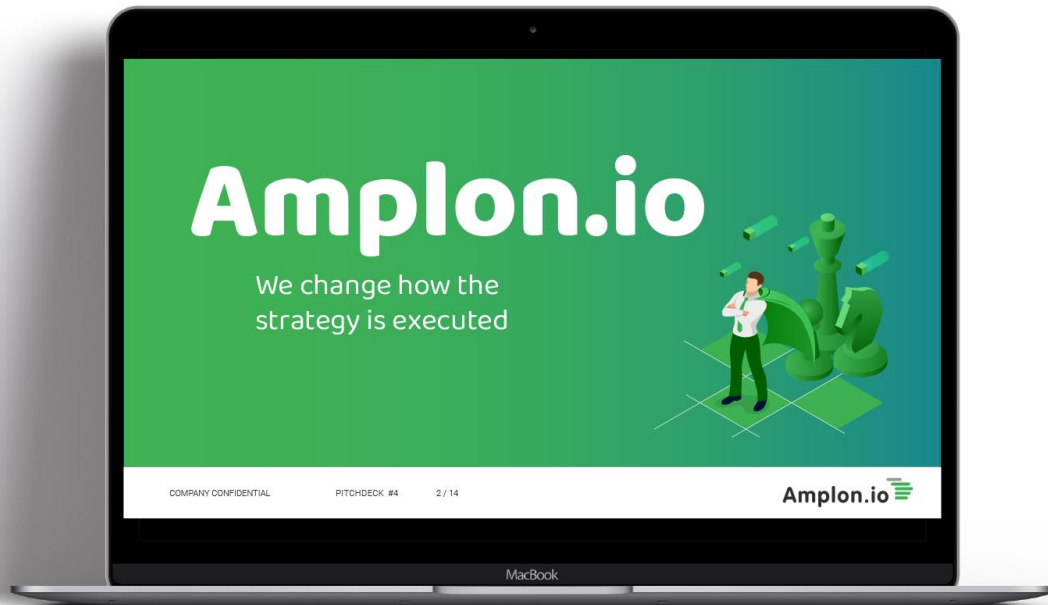 Amplon.io
We change how the
strategy is executed
COMPANY CONFIDENTIAL PITCHDECK #4 2 / 14
Amplon.io
MacBook